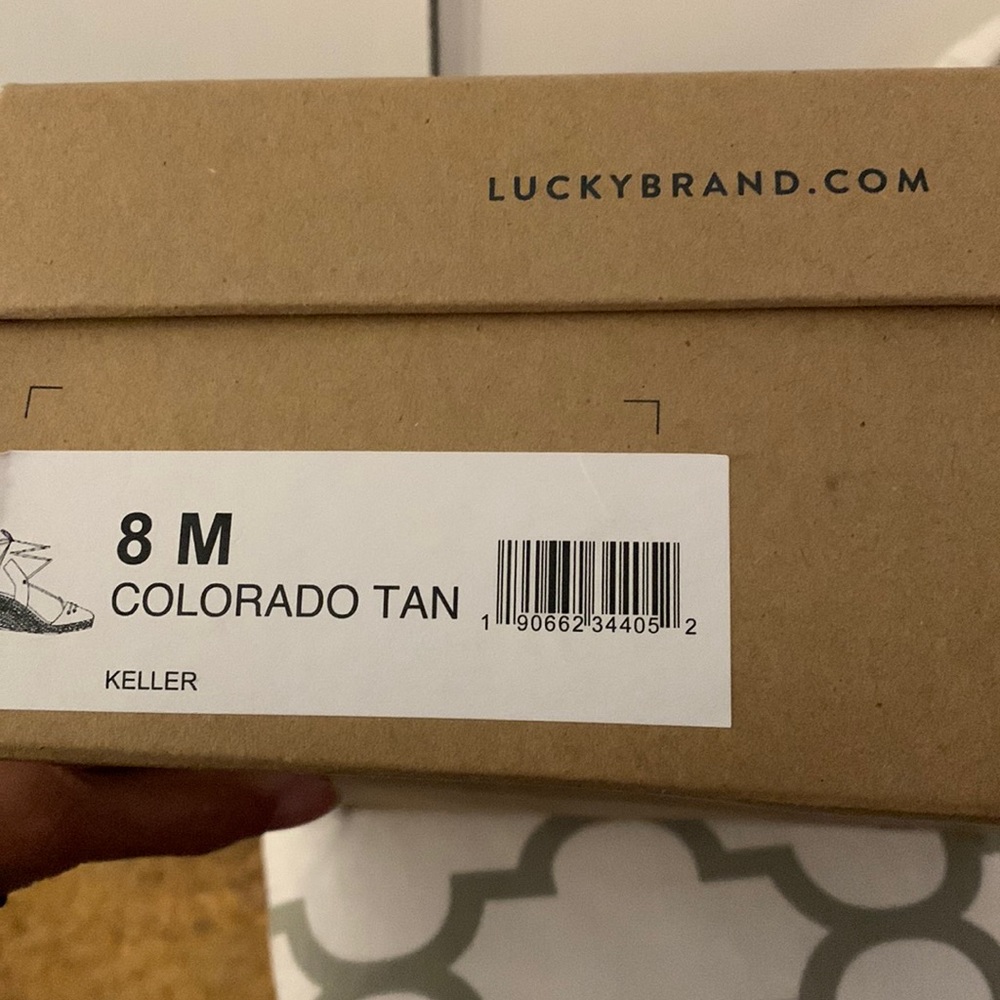 LUCKYBRAND.COM
8 M
COLORADO TAN
KELLER
1 90662 34405 2